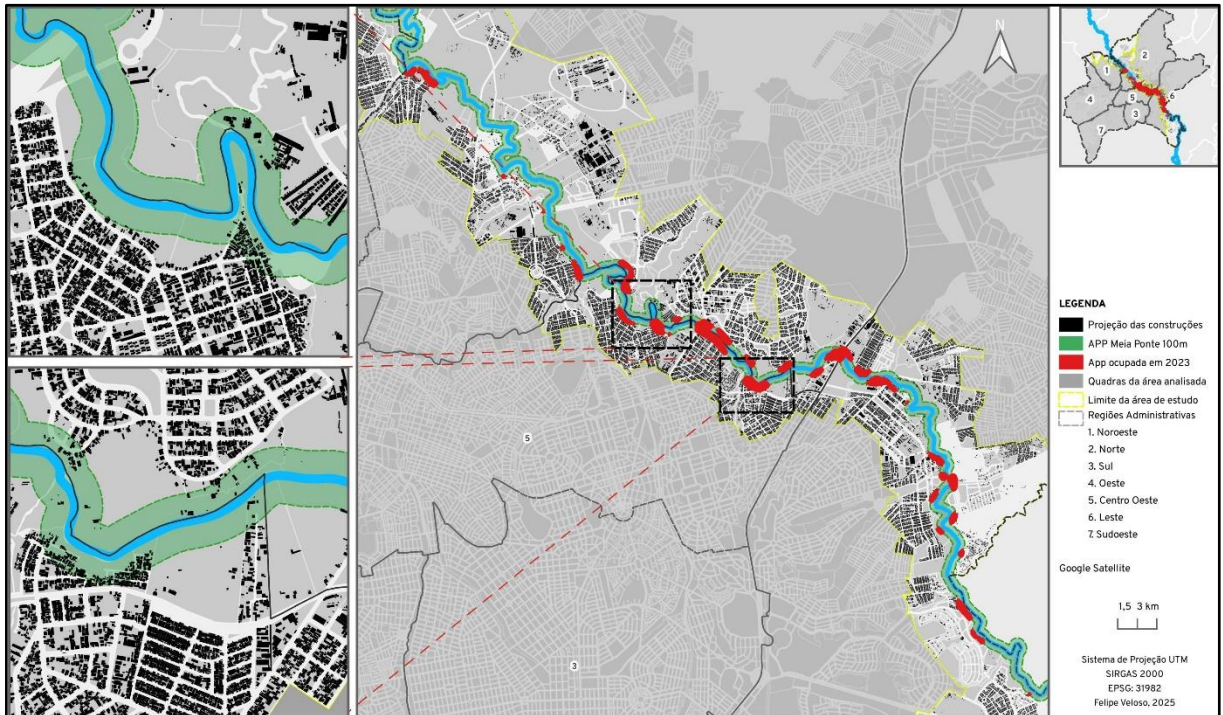 N
5
3
1
2
4
5
6
3
7
LEGENDA
Projeção das construções
APP Meia Ponte 100m
App ocupada em 2023
Quadras da área analisada
Limite da área de estudo
Regiões Administrativas
1. Noroeste
2. Norte
3. Sul
4. Oeste
5. Centro Oeste
6. Leste
7. Sudoeste
Google Satellite
1,5 3 km
Sistema de Projeção UTM
SIRGAS 2000
EPSG: 31982
Felipe Veloso, 2025